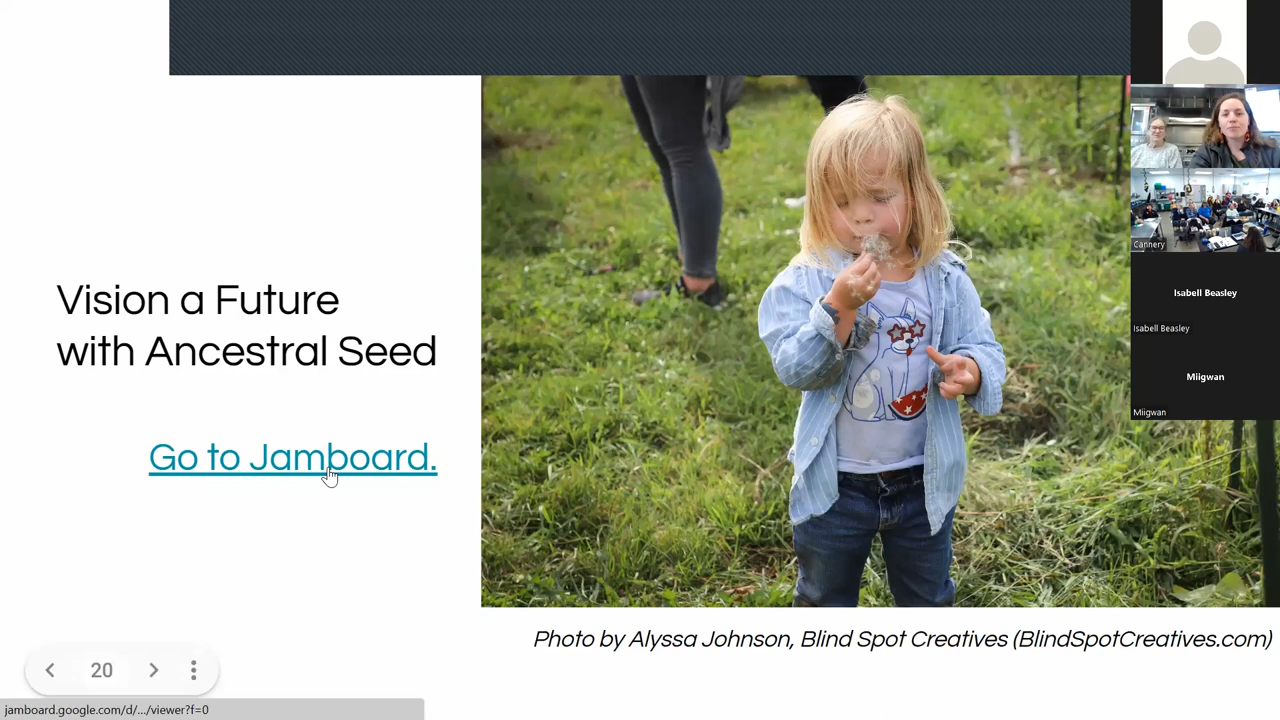 Vision a Future
with Ancestral Seed
Go to Jamboard.
Photo by Alyssa Johnson, Blind Spot Creatives (BlindSpotCreatives.com)
Cannery
Isabell Beasley
Isabell Beasley
Miigwan
Miigwan
20
jamboard.google.com/d/.../viewer?f=0